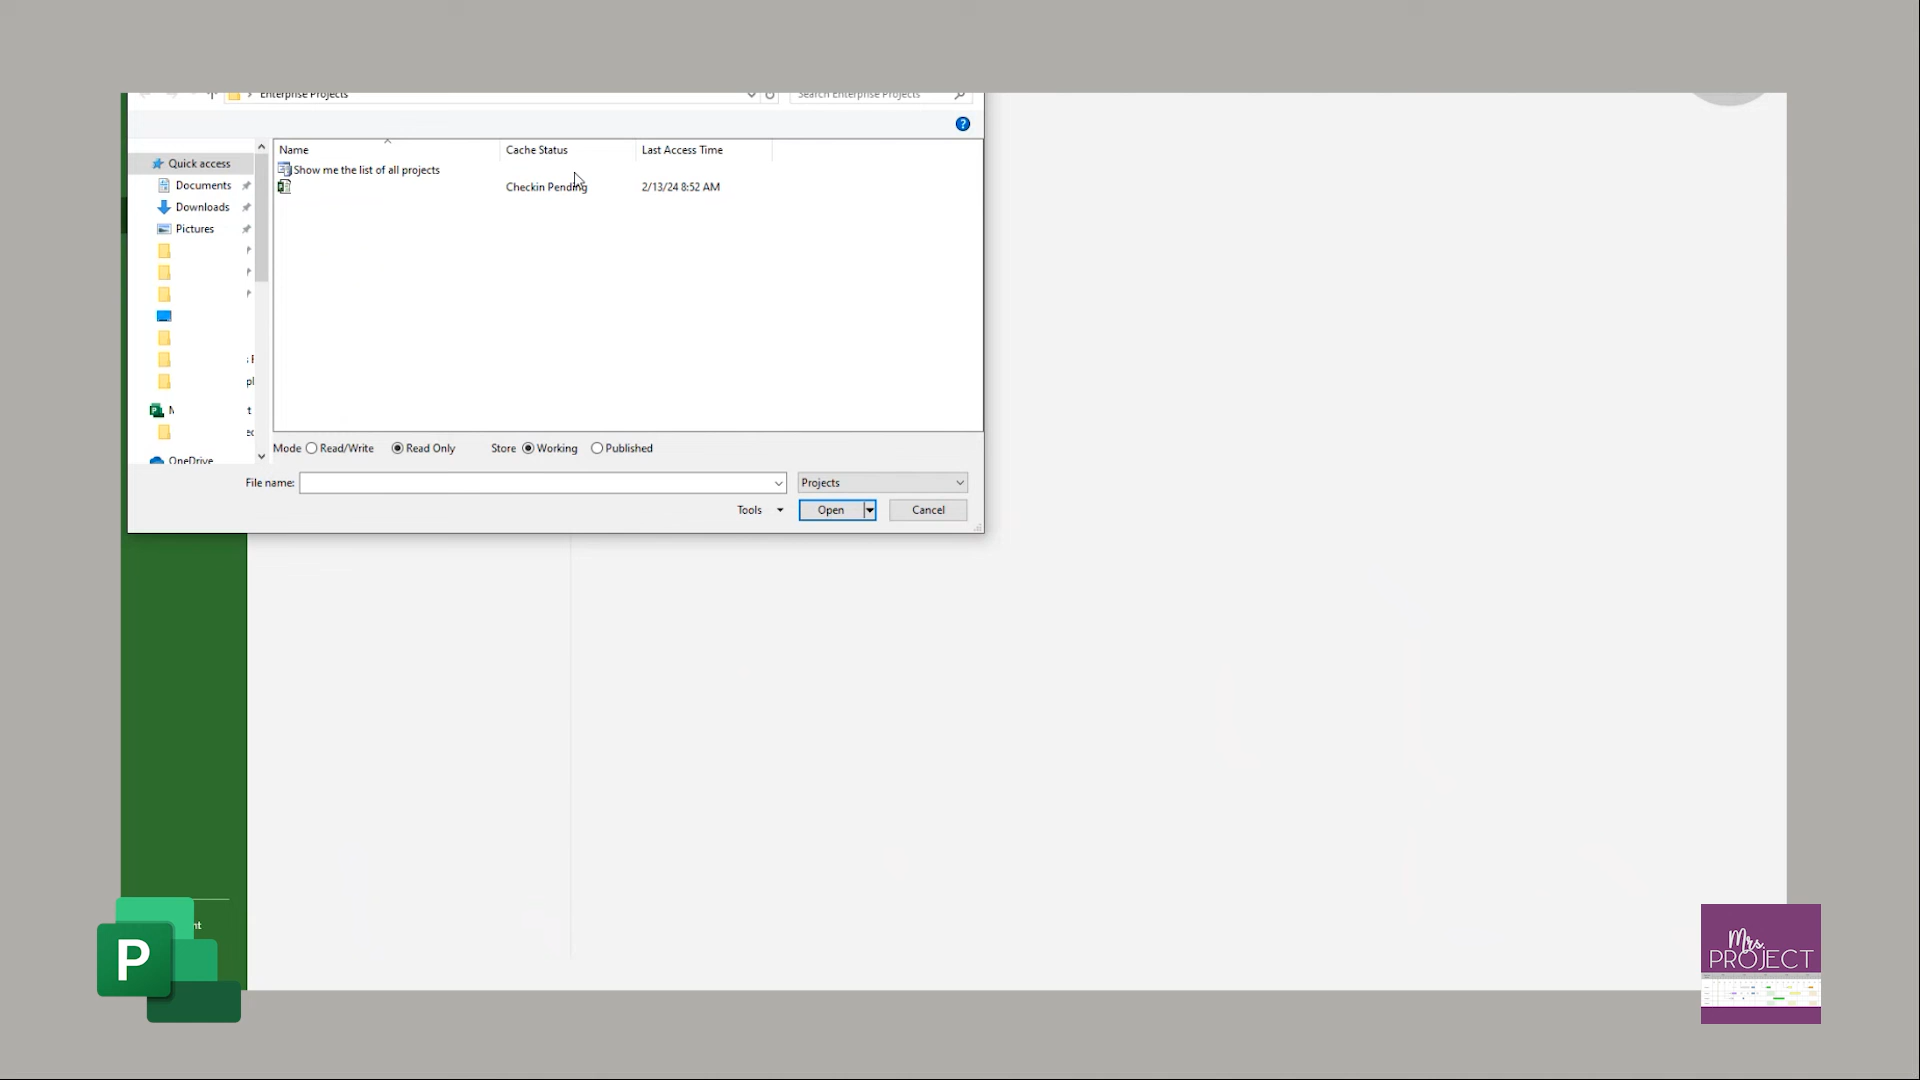 Enterprise Projects
Search Enterprise Projects
Quick access
Documents
Downloads
Pictures
OneDrive
Name Cache Status Last Access Time
Show me the list of all projects
Checkin Pending 2/13/24 8:52 AM
Mode Read/Write Read Only Store Working Published
File name: Projects
Tools Open Cancel
P
Mrs.
PROJECT